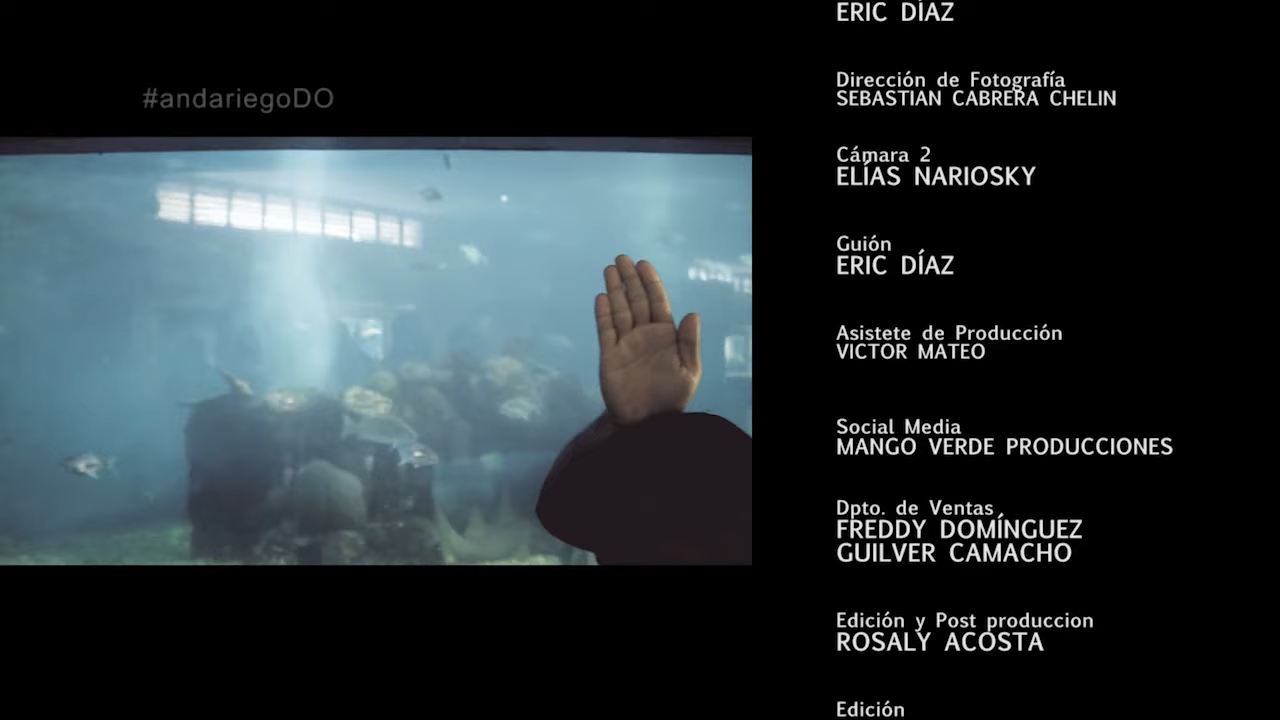 #andariegoDO
ERIC DÍAZ
Dirección de Fotografía
SEBASTIAN CABRERA CHELIN
Cámara 2
ELÍAS NARIOSKY
Guión
ERIC DÍAZ
Asistete de Producción
VICTOR MATEO
Social Media
MANGO VERDE PRODUCCIONES
Dpto. de Ventas
FREDDY DOMÍNGUEZ
GUILVER CAMACHO
Edición y Post produccion
ROSALY ACOSTA
Edición